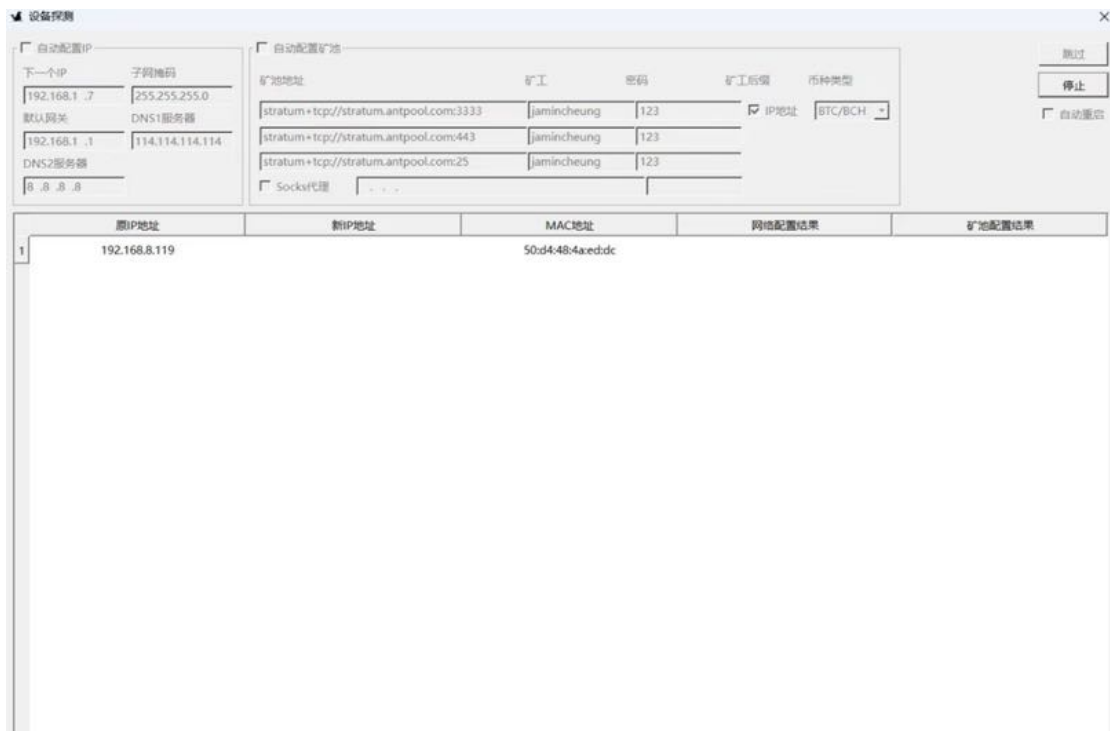 设备探测
自动配置IP
下一个IP 子网掩码
192.168.1 .7 255.255.255.0
默认网关 DNS1服务器
192.168.1 .1 114.114.114.114
DNS2服务器
8 .8 .8 .8
自动配置矿池
矿池地址 矿工 密码 矿工后缀 币种类型
stratum+tcp://stratum.antpool.com:3333 jamincheung 123 IP地址 BTC/BCH
stratum+tcp://stratum.antpool.com:443 jamincheung 123
stratum+tcp://stratum.antpool.com:25 jamincheung 123
Socks代理 . . .
跳过
停止
自动重启
原IP地址 新IP地址 MAC地址 网络配置结果 矿池配置结果
1 192.168.8.119 50:d4:48:4a:ed:dc